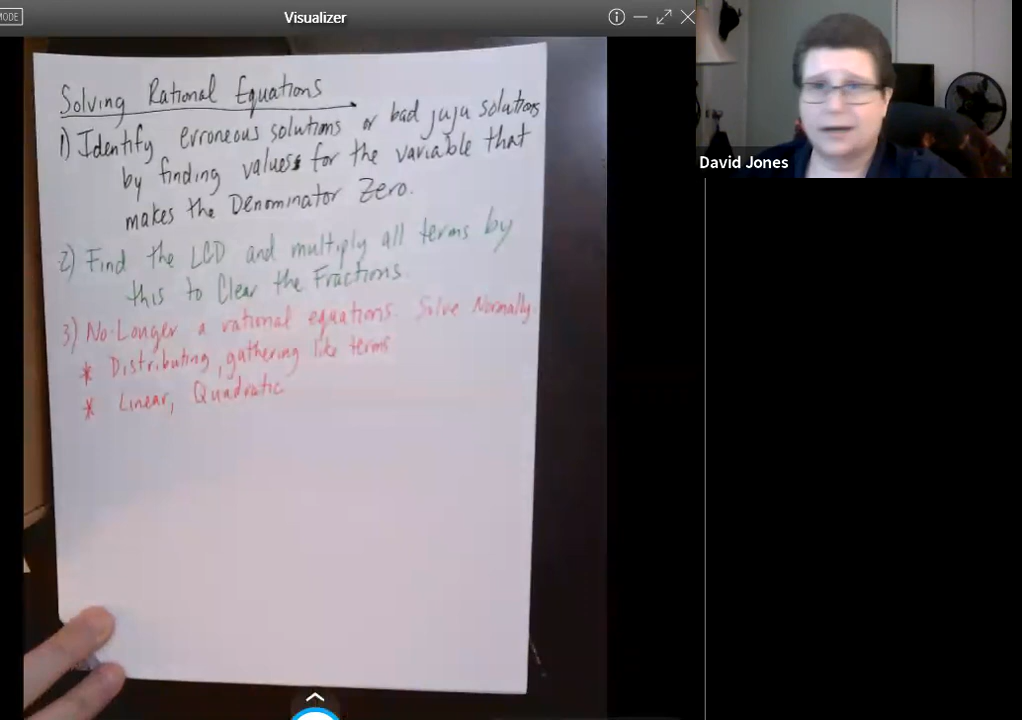 MODE
Visualizer
Solving Rational Equations
1) Identify erroneous solutions or bad juju solutions
by finding values for the variable that
makes the Denominator Zero.
2) Find the LCD and multiply all terms by
this to Clear the Fractions.
3) No-Longer a rational equations. Solve Normally.
* Distributing, gathering like terms
* Linear, Quadratic
David Jones